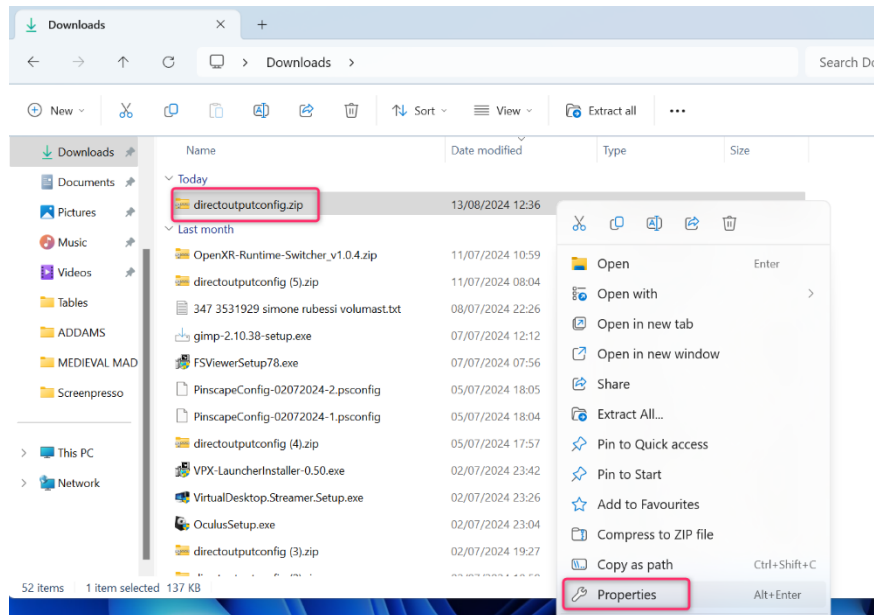 Downloads
Downloads
Search Do
New
Sort
View
Extract all
Downloads
Documents
Pictures
Music
Videos
Tables
ADDAMS
MEDIEVAL MAD
Screenpresso
This PC
Network
Name Date modified Type Size
Today
directoutputconfig.zip 13/08/2024 12:36
Last month
OpenXR-Runtime-Switcher_v1.0.4.zip 11/07/2024 10:59
directoutputconfig (5).zip 11/07/2024 08:04
347 3531929 simone rubessi volumast.txt 08/07/2024 22:26
gimp-2.10.38-setup.exe 07/07/2024 12:12
FSViewerSetup78.exe 07/07/2024 07:56
PinscapeConfig-02072024-2.psconfig 05/07/2024 18:05
PinscapeConfig-02072024-1.psconfig 05/07/2024 18:04
directoutputconfig (4).zip 05/07/2024 17:57
VPX-LauncherInstaller-0.50.exe 02/07/2024 23:42
VirtualDesktop.Streamer.Setup.exe 02/07/2024 23:26
OculusSetup.exe 02/07/2024 23:04
directoutputconfig (3).zip 02/07/2024 19:27
Open Enter
Open with
Open in new tab
Open in new window
Share
Extract All...
Pin to Quick access
Pin to Start
Add to Favourites
Compress to ZIP file
Copy as path Ctrl+Shift+C
Properties Alt+Enter
52 items 1 item selected 137 KB